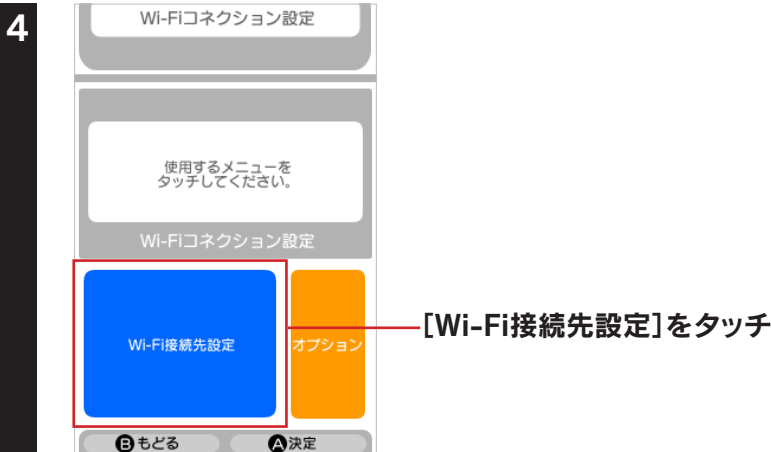 4
Wi-Fiコネクション設定
使用するメニューを
タッチしてください。
Wi-Fiコネクション設定
Wi-Fi接続先設定
オプション
[Wi-Fi接続先設定]をタッチ
Bもどる
A決定